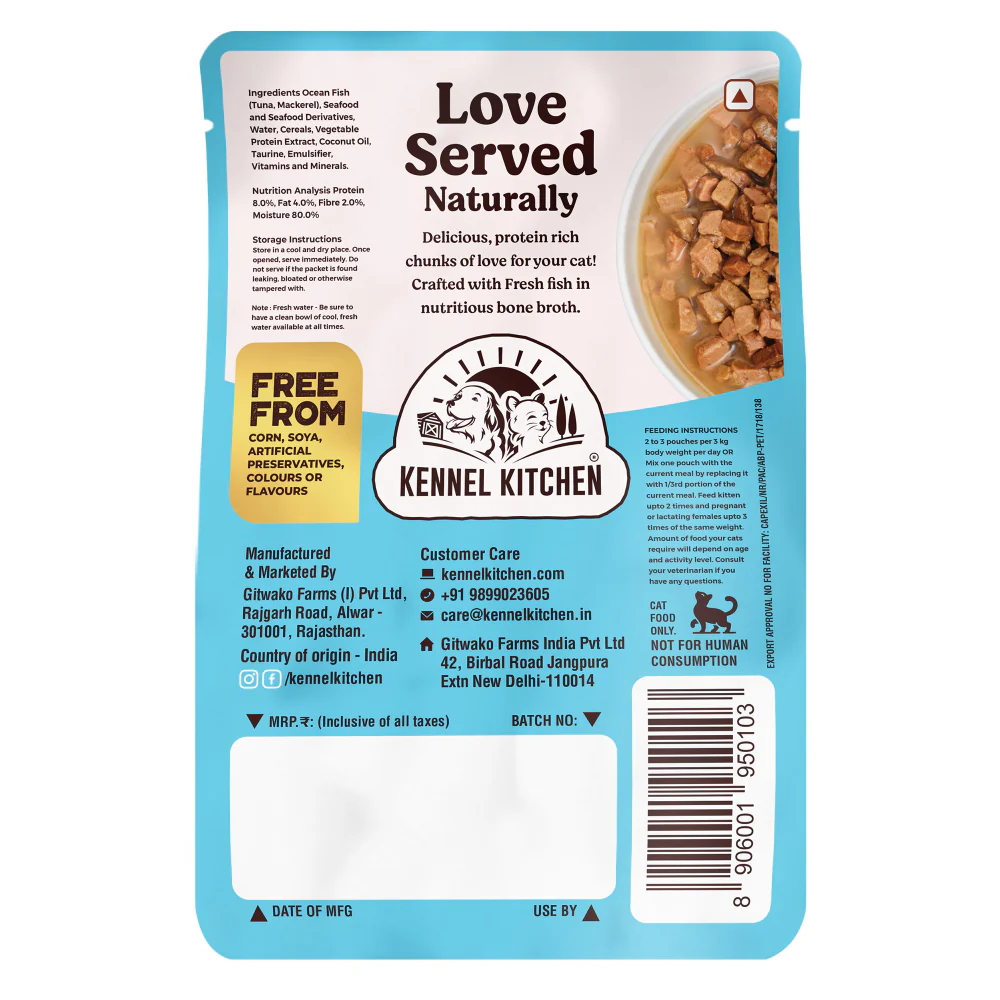 Ingredients Ocean Fish
(Tuna, Mackerel), Seafood
and Seafood Derivatives,
Water, Cereals, Vegetable
Protein Extract, Coconut Oil,
Taurine, Emulsifier,
Vitamins and Minerals.
Nutrition Analysis Protein
8.0%, Fat 4.0%, Fibre 2.0%,
Moisture 80.0%
Storage Instructions
Store in a cool and dry place. Once
opened, serve immediately. Do
not serve if the packet is found
leaking, bloated or otherwise
tampered with.
Note : Fresh water - Be sure to
have a clean bowl of cool, fresh
water available at all times.
Love
Served
Naturally
Delicious, protein rich
chunks of love for your cat!
Crafted with Fresh fish in
nutritious bone broth.
FREE
FROM
CORN, SOYA,
ARTIFICIAL
PRESERVATIVES,
COLOURS OR
FLAVOURS
KENNEL KITCHEN®
FEEDING INSTRUCTIONS
2 to 3 pouches per 3 kg
body weight per day OR
Mix one pouch with the
current meal by replacing it
with 1/3rd portion of the
current meal. Feed kitten
upto 2 times and pregnant
or lactating females upto 3
times of the same weight.
Amount of food your cats
require will depend on age
and activity level. Consult
your veterinarian if you
have any questions.
CAT
FOOD
ONLY.
NOT FOR HUMAN
CONSUMPTION
EXPORT APPROVAL NO FOR FACILITY: CAPEXIL/NR/PAC/ABP-PET/1718/138
Manufactured
& Marketed By
Gitwako Farms (I) Pvt Ltd,
Rajgarh Road, Alwar -
301001, Rajasthan.
Country of origin - India
/kennelkitchen
Customer Care
kennelkitchen.com
+91 9899023605
care@kennelkitchen.in
Gitwako Farms India Pvt Ltd
42, Birbal Road Jangpura
Extn New Delhi-110014
MRP.₹: (Inclusive of all taxes)
BATCH NO:
DATE OF MFG
USE BY
8 906001 950103